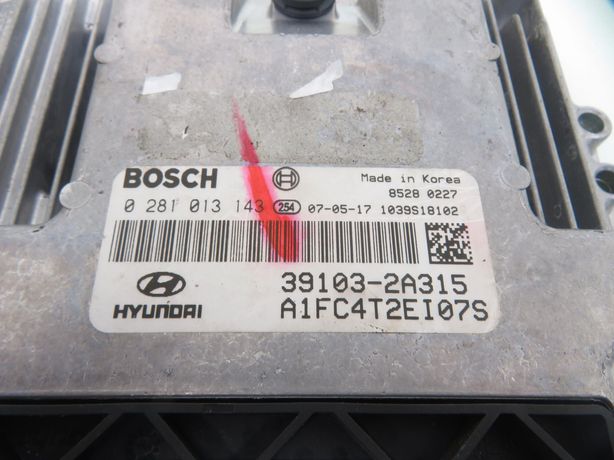 BOSCH Made in Korea
8528 0227
0 281 013 143 254 07-05-17 1039S18102
39103-2A315
HYUNDAI A1FC4T2EI07S